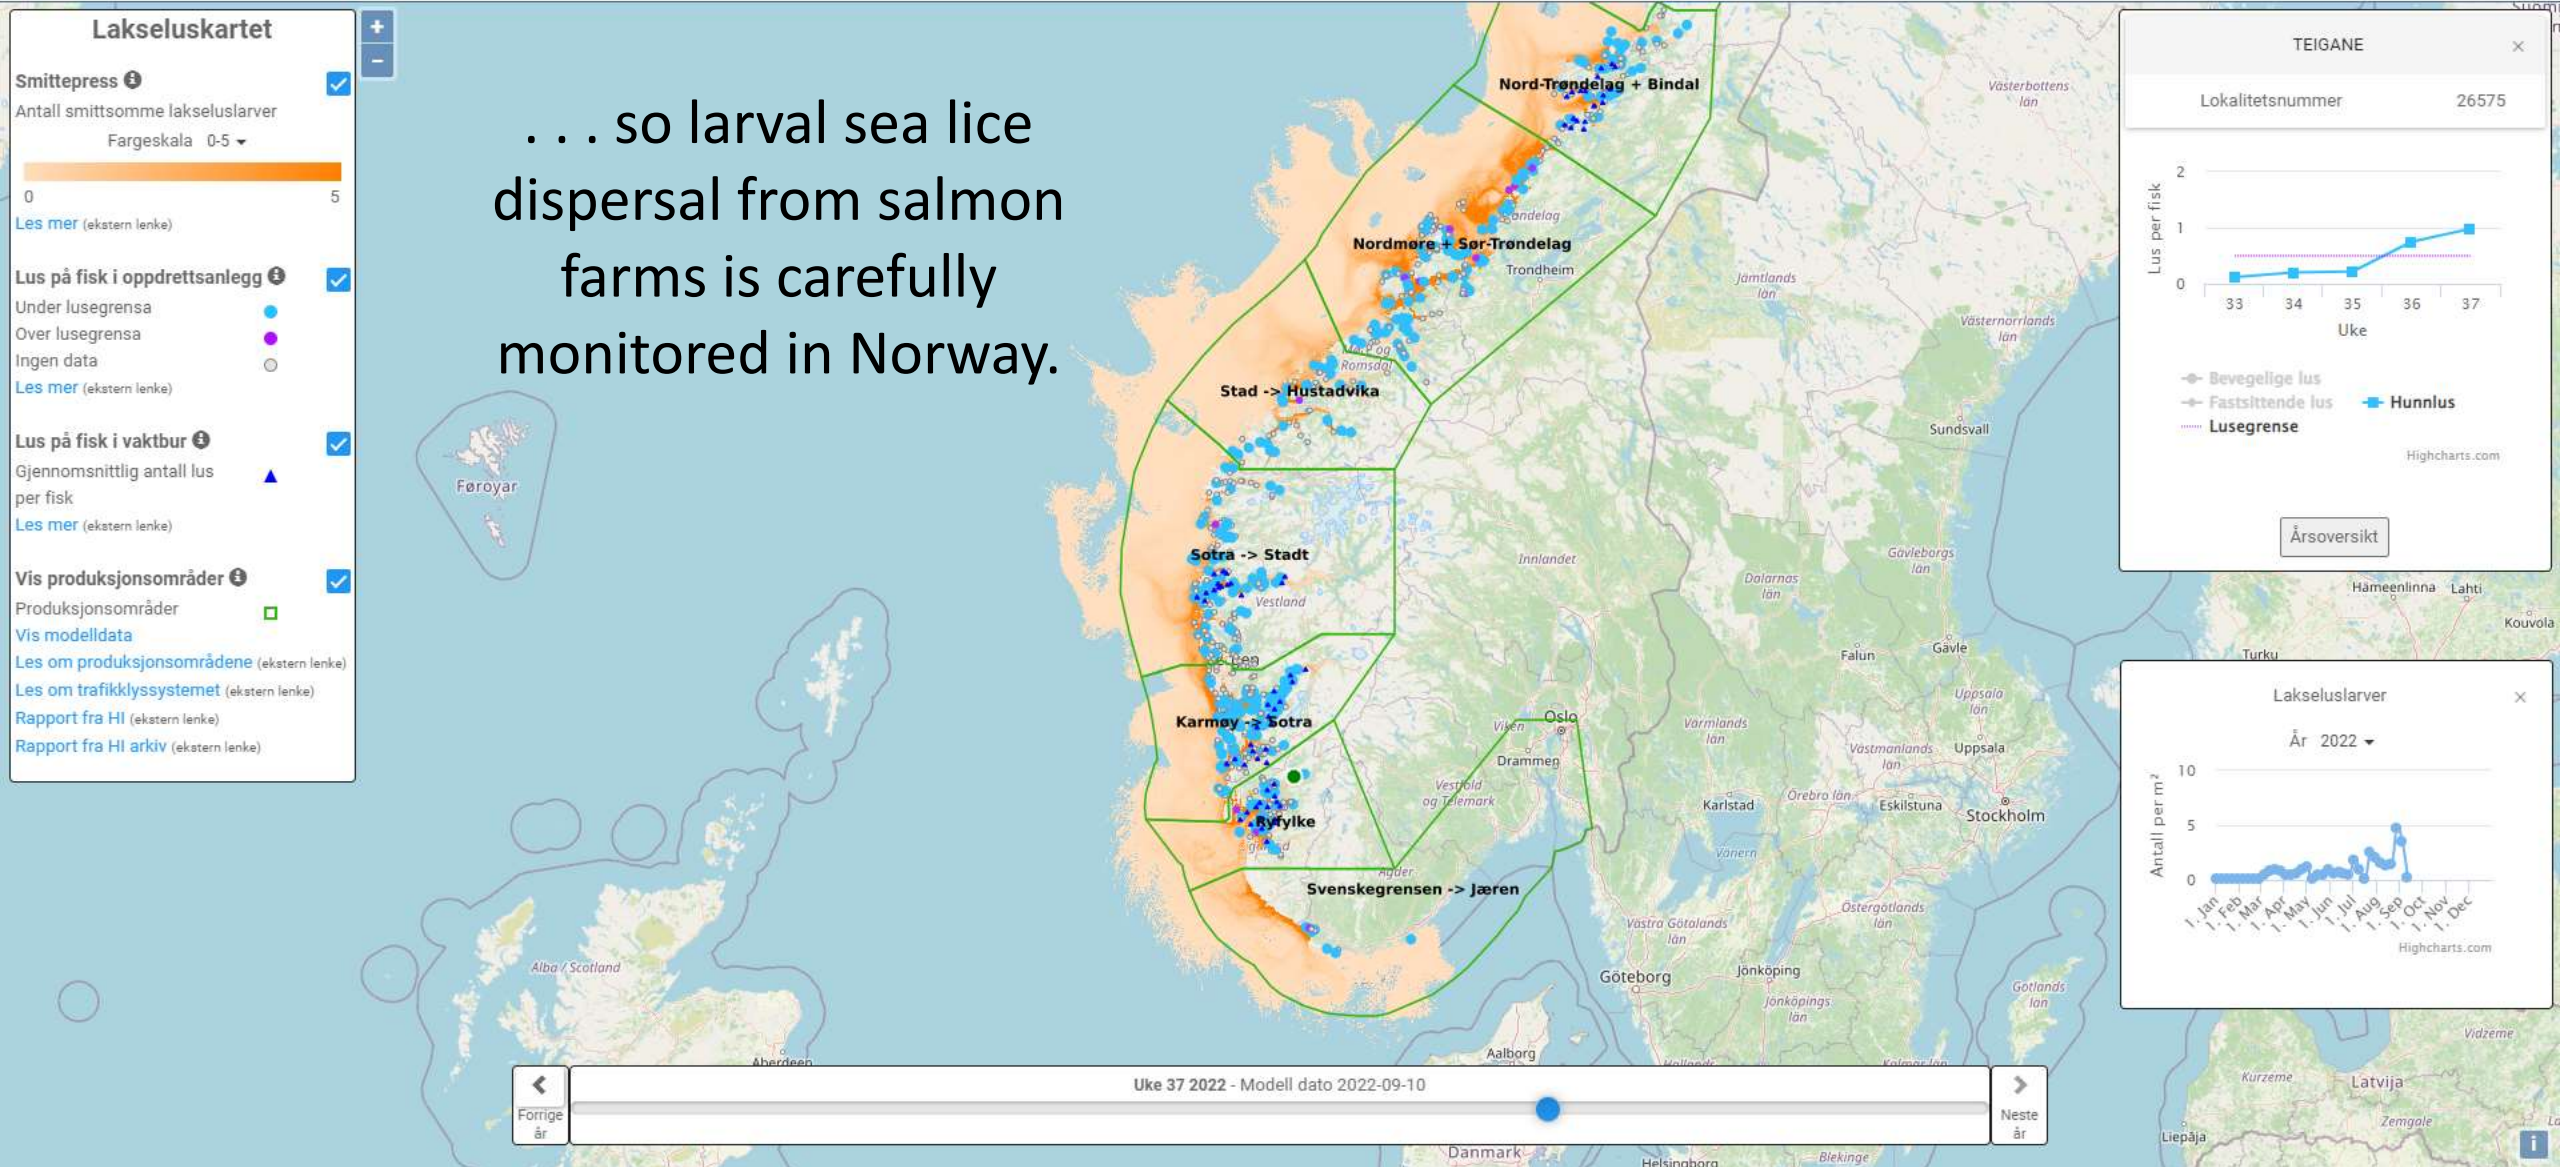 Lakseluskartet
Smittepress
Antall smittsomme lakseluslarver
Fargeskala 0-5
0 5
Les mer (ekstern lenke)
Lus på fisk i oppdrettsanlegg
Under lusegrensa
Over lusegrensa
Ingen data
Les mer (ekstern lenke)
Lus på fisk i vaktbur
Gjennomsnittlig antall lus
per fisk
Les mer (ekstern lenke)
Vis produksjonsområder
Produksjonsområder
Vis modelldata
Les om produksjonsområdene (ekstern lenke)
Les om trafikklyssystemet (ekstern lenke)
Rapport fra HI (ekstern lenke)
Rapport fra HI arkiv (ekstern lenke)
+
−
. . . so larval sea lice
dispersal from salmon
farms is carefully
monitored in Norway.
Nord-Trøndelag + Bindal
Nordmøre + Sør-Trøndelag
Trondheim
Romsdal
Stad -> Hustadvika
Sotra -> Stadt
Vestland
Karmøy -> Sotra
Ryfylke
Agder
Svenskegrensen -> Jæren
Innlandet
Viken
Oslo
Drammen
Vestfold
og Telemark
Føroyar
Alba / Scotland
Aberdeen
Västerbottens
län
Jämtlands
län
Västernorrlands
län
Sundsvall
Gävleborgs
län
Dalarnas
län
Falun
Gävle
Uppsala
län
Värmlands
län
Västmanlands
län
Uppsala
Karlstad
Örebro län
Eskilstuna
Stockholm
Vänern
Östergötlands
län
Västra Götalands
län
Göteborg
Jönköping
Jönköpings
län
Gotlands
län
Aalborg
Hallands
Kalmar län
Danmark
Helsingborg
Blekinge
Hämeenlinna
Lahti
Kouvola
Turku
Vidzeme
Kurzeme
Latvija
Zemgale
Liepāja
TEIGANE
×
Lokalitetsnummer 26575
Lus per fisk
2
1
0
33 34 35 36 37
Uke
Bevegelige lus
Fastsittende lus
Hunnlus
Lusegrense
Highcharts.com
Årsoversikt
Lakseluslarver
×
År 2022
Antall per m²
10
5
0
1. Jan
1. Feb
1. Mar
1. Apr
1. May
1. Jun
1. Jul
1. Aug
1. Sep
1. Oct
1. Nov
1. Dec
Highcharts.com
Forrige
år
Uke 37 2022 - Modell dato 2022-09-10
Neste
år
i